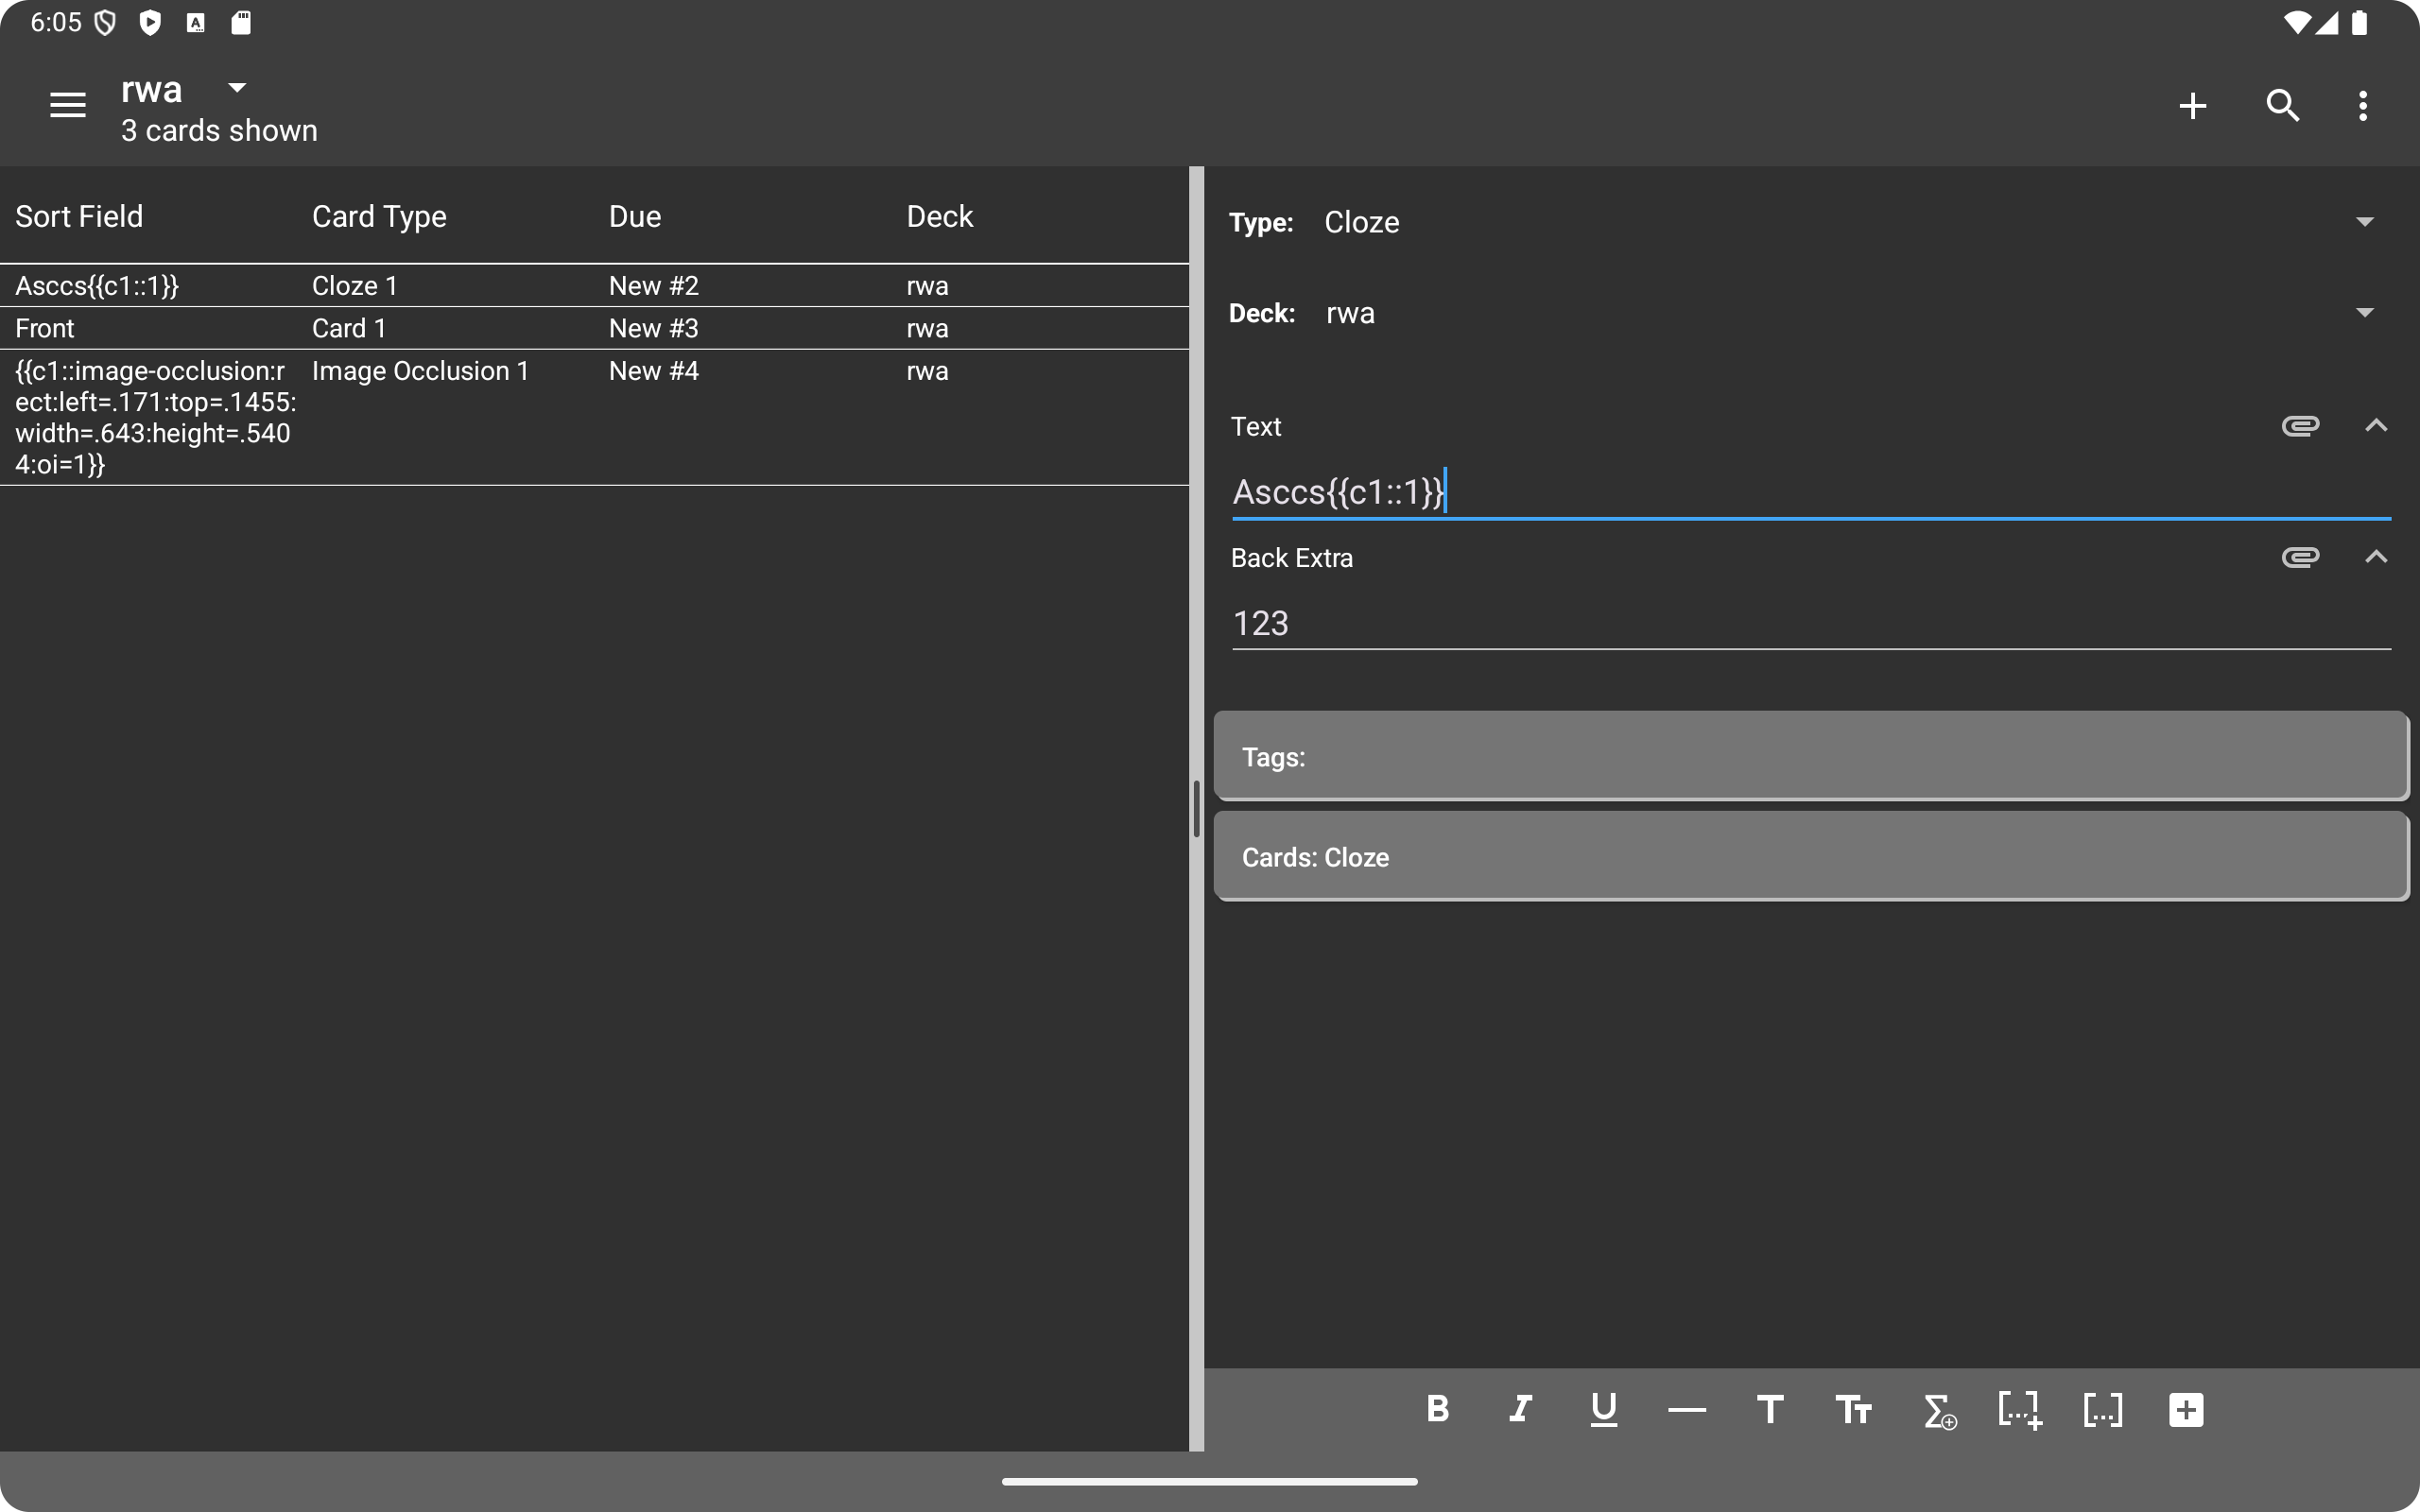 6:05
rwa
3 cards shown
Sort Field Card Type Due Deck
Asccs{{c1::1}} Cloze 1 New #2 rwa
Front Card 1 New #3 rwa
{{c1::image-occlusion:r Image Occlusion 1 New #4 rwa
ect:left=.171:top=.1455:
width=.643:height=.540
4:oi=1}}
Type: Cloze
Deck: rwa
Text
Asccs{{c1::1}}
Back Extra
123
Tags:
Cards: Cloze